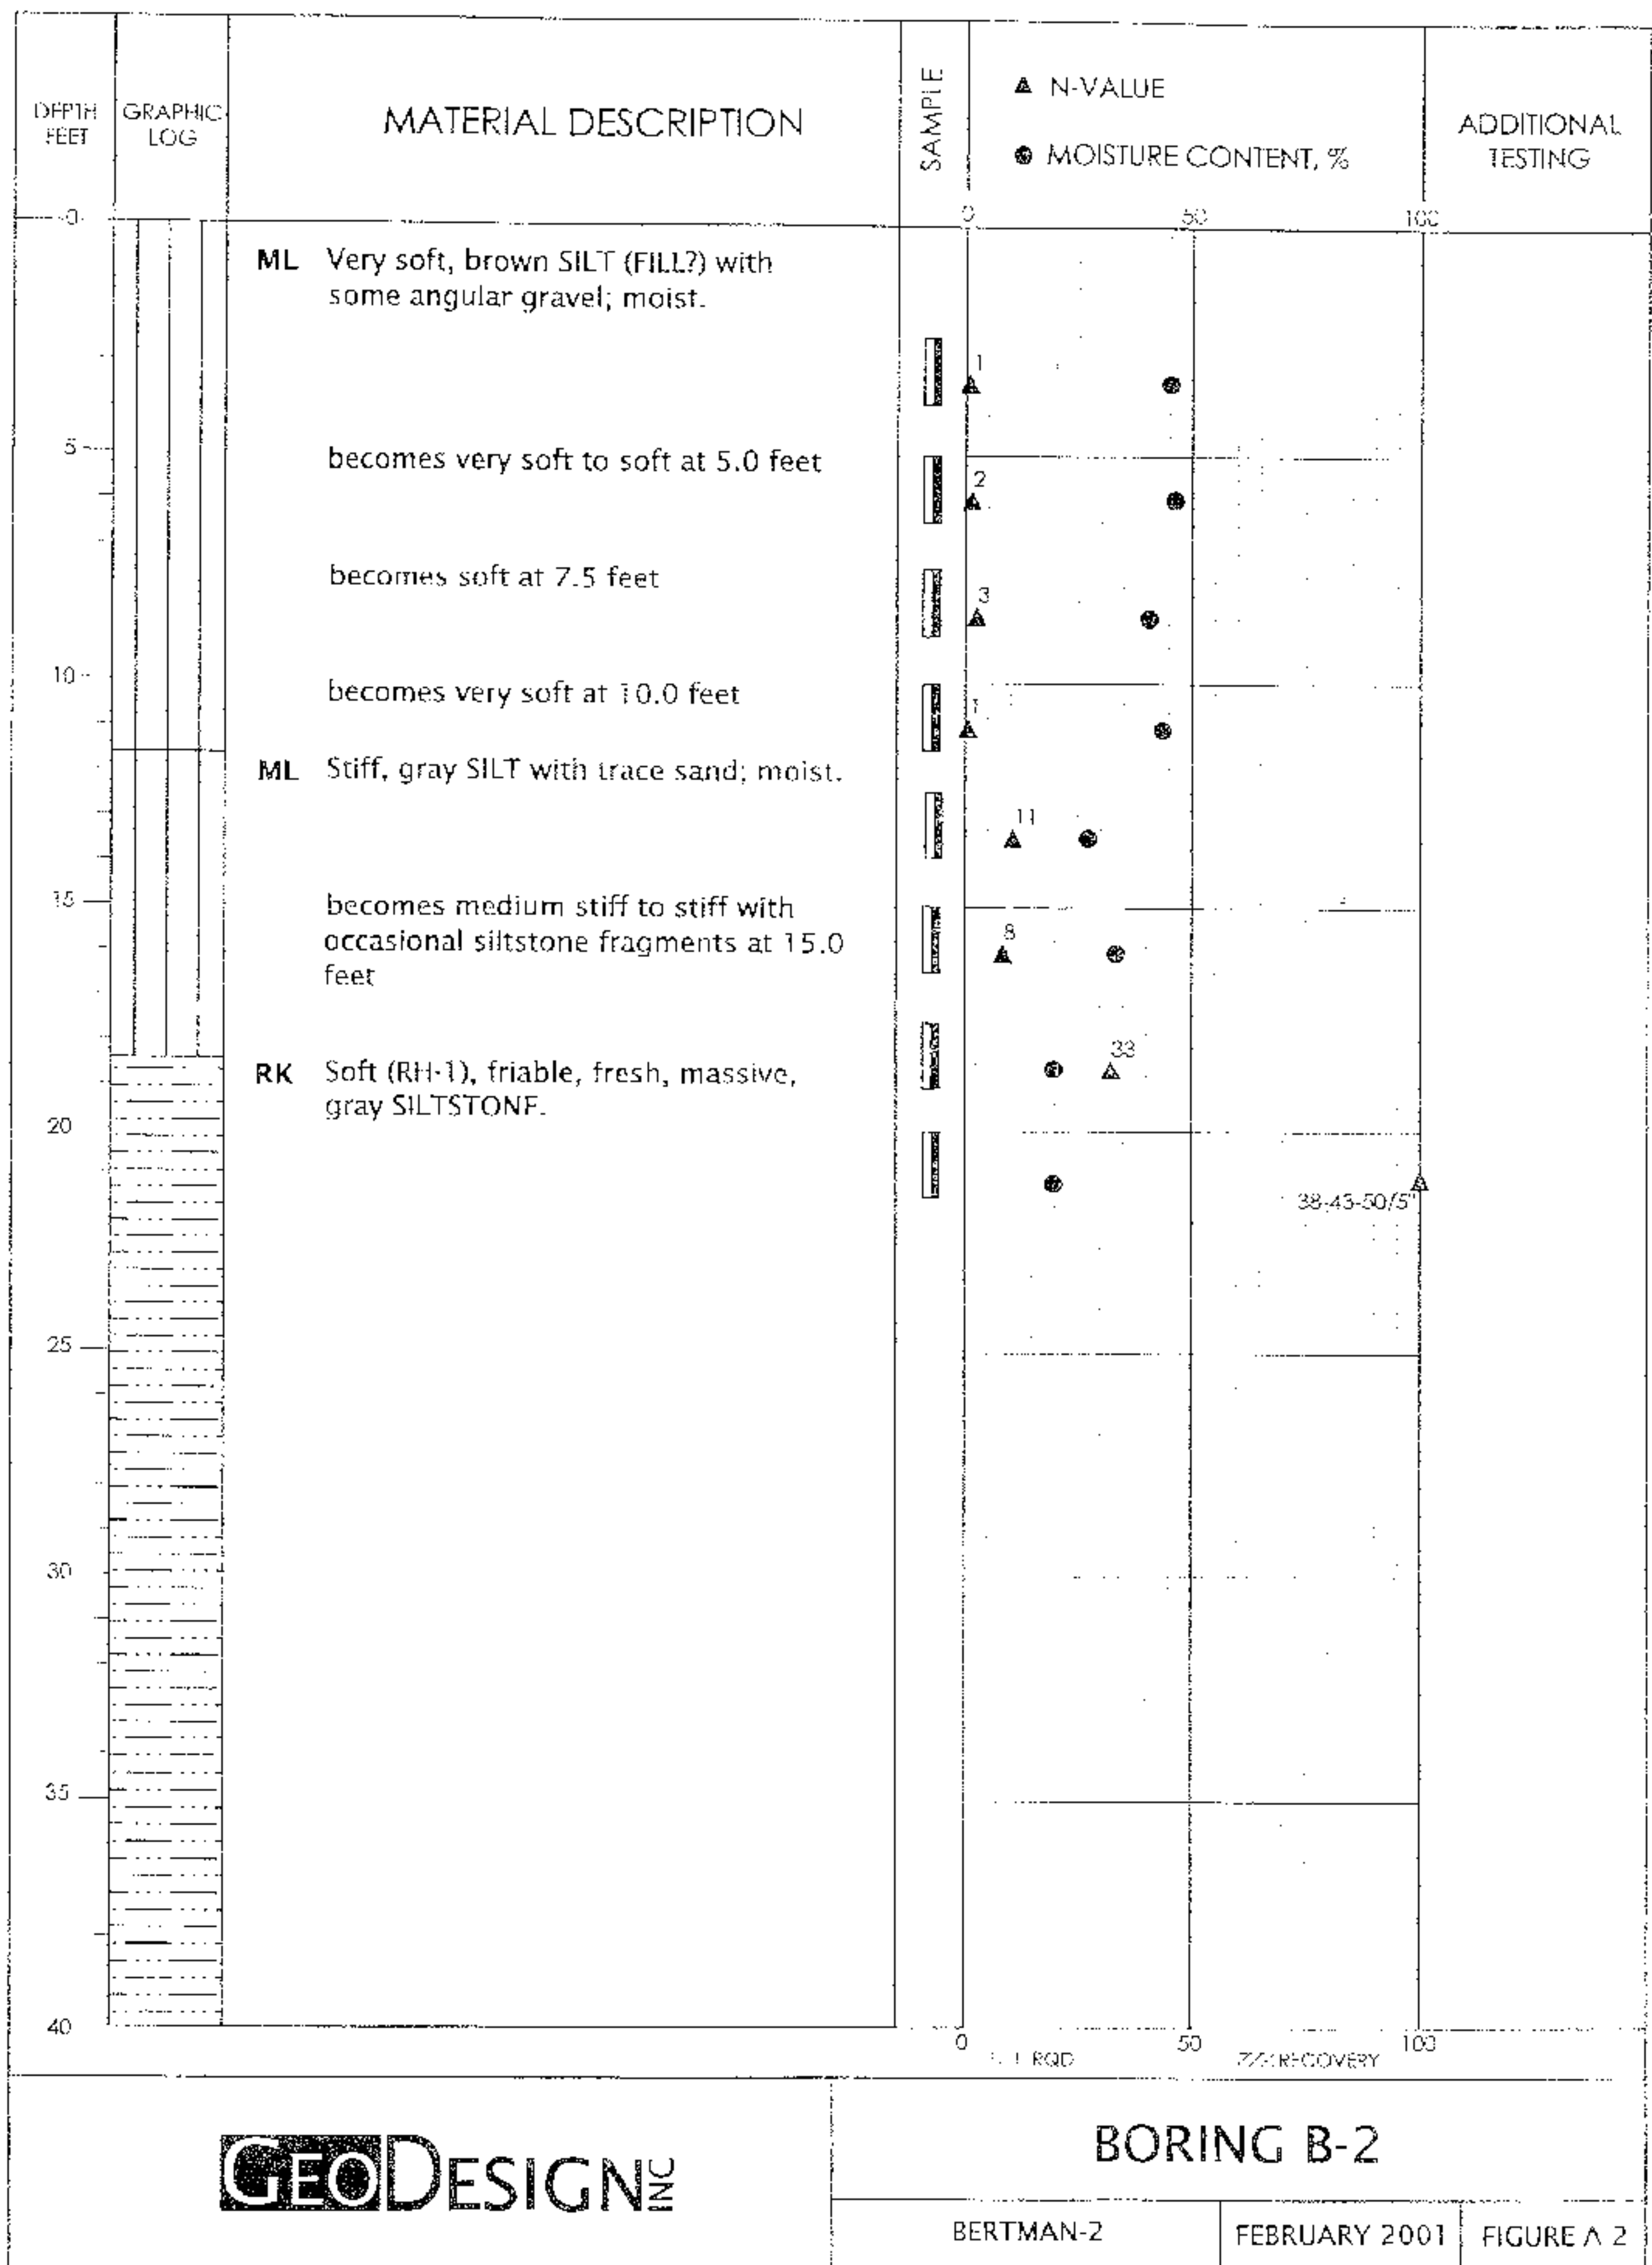 DEPTH
FEET
GRAPHIC
LOG
MATERIAL DESCRIPTION
SAMPLE
▲ N-VALUE
● MOISTURE CONTENT, %
ADDITIONAL
TESTING
0
0 50 100
ML Very soft, brown SILT (FILL?) with
some angular gravel; moist.
1
5
becomes very soft to soft at 5.0 feet
2
becomes soft at 7.5 feet
3
10
becomes very soft at 10.0 feet
1
ML Stiff, gray SILT with trace sand; moist.
11
15
becomes medium stiff to stiff with
occasional siltstone fragments at 15.0
feet
8
33
RK Soft (RH-1), friable, fresh, massive,
gray SILTSTONE.
20
38-43-50/5"
25
30
35
40
0 50 100
RQD RECOVERY
GEODESIGN INC
BORING B-2
BERTMAN-2 FEBRUARY 2001 FIGURE A 2